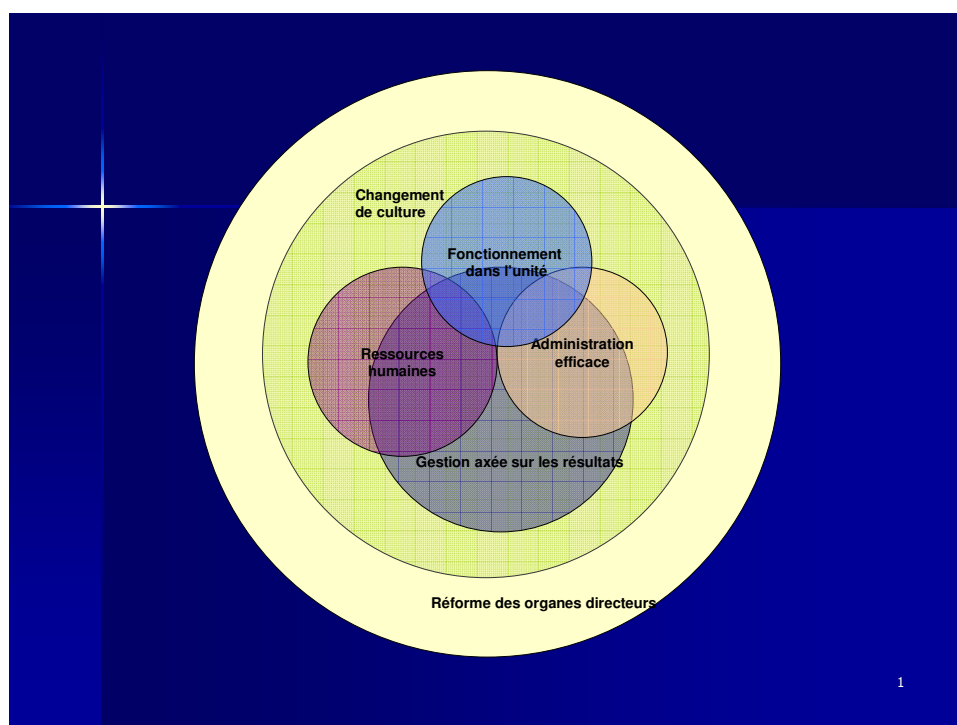 Changement
de culture
Fonctionnement
dans l'unité
Ressources
humaines
Administration
efficace
Gestion axée sur les résultats
Réforme des organes directeurs
1